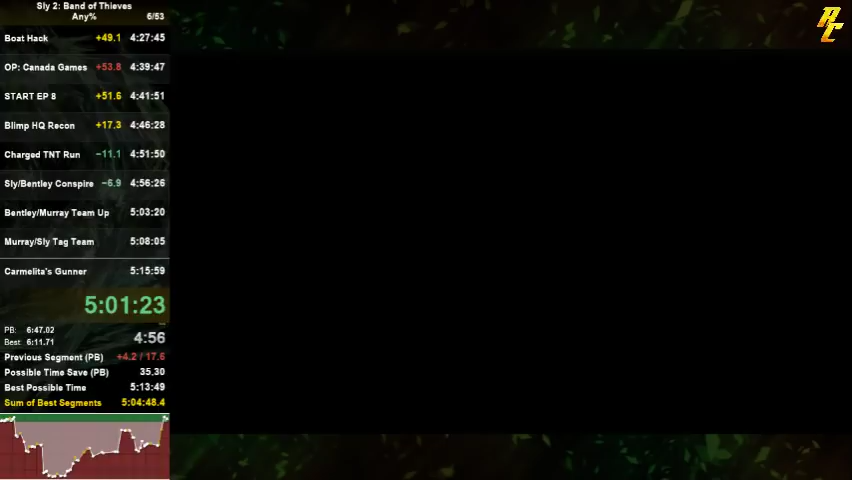 Sly 2: Band of Thieves
Any% 6/53
Boat Hack +49.1 4:27:45
OP: Canada Games +53.8 4:39:47
START EP 8 +51.6 4:41:51
Blimp HQ Recon +17.3 4:46:28
Charged TNT Run −11.1 4:51:50
Sly/Bentley Conspire −6.9 4:56:26
Bentley/Murray Team Up 5:03:20
Murray/Sly Tag Team 5:08:05
Carmelita's Gunner 5:15:59
5:01:23
PB: 6:47.02
Best: 6:11.71
4:56
Previous Segment (PB) +4.2 / 17.6
Possible Time Save (PB) 35.30
Best Possible Time 5:13:49
Sum of Best Segments 5:04:48.4